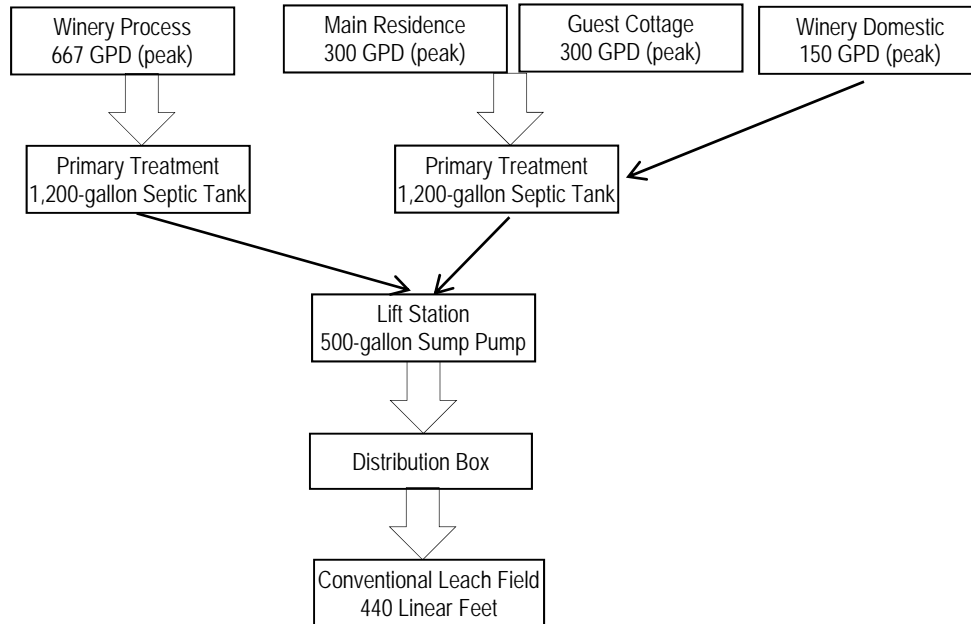 Winery Process
667 GPD (peak)
Main Residence
300 GPD (peak)
Guest Cottage
300 GPD (peak)
Winery Domestic
150 GPD (peak)
Primary Treatment
1,200-gallon Septic Tank
Primary Treatment
1,200-gallon Septic Tank
Lift Station
500-gallon Sump Pump
Distribution Box
Conventional Leach Field
440 Linear Feet